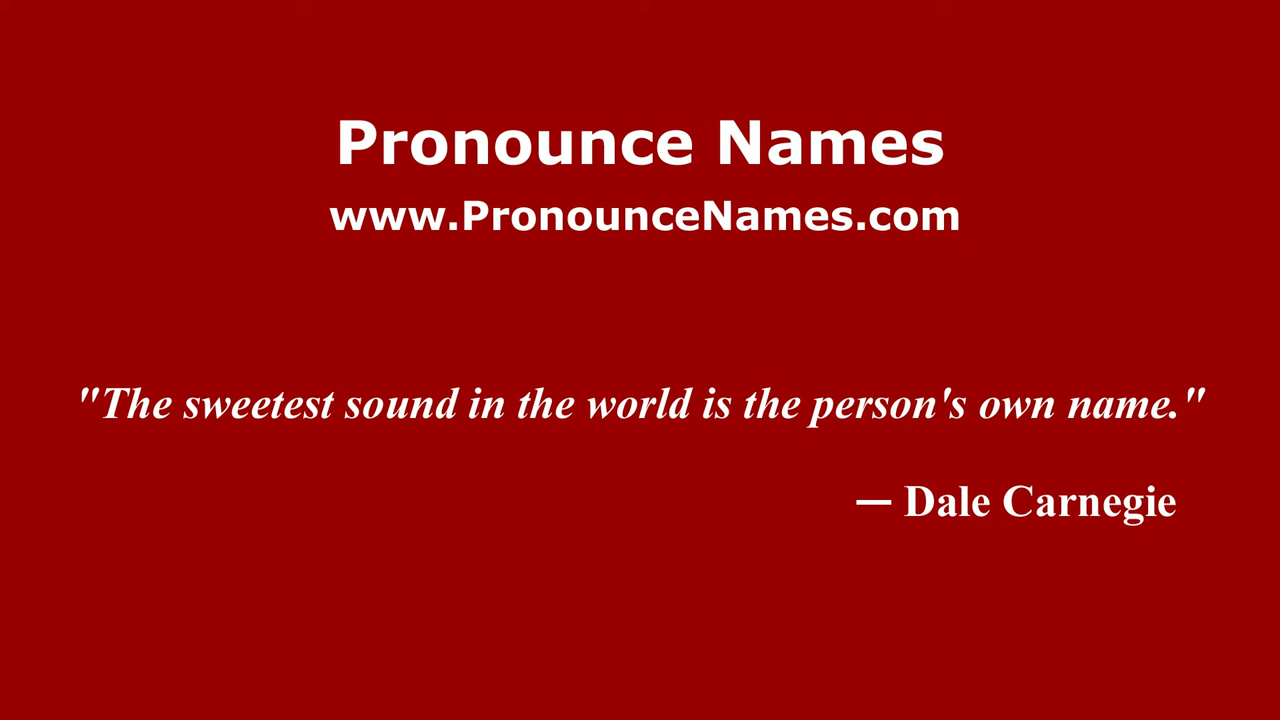 Pronounce Names
www.PronounceNames.com
"The sweetest sound in the world is the person's own name."
— Dale Carnegie